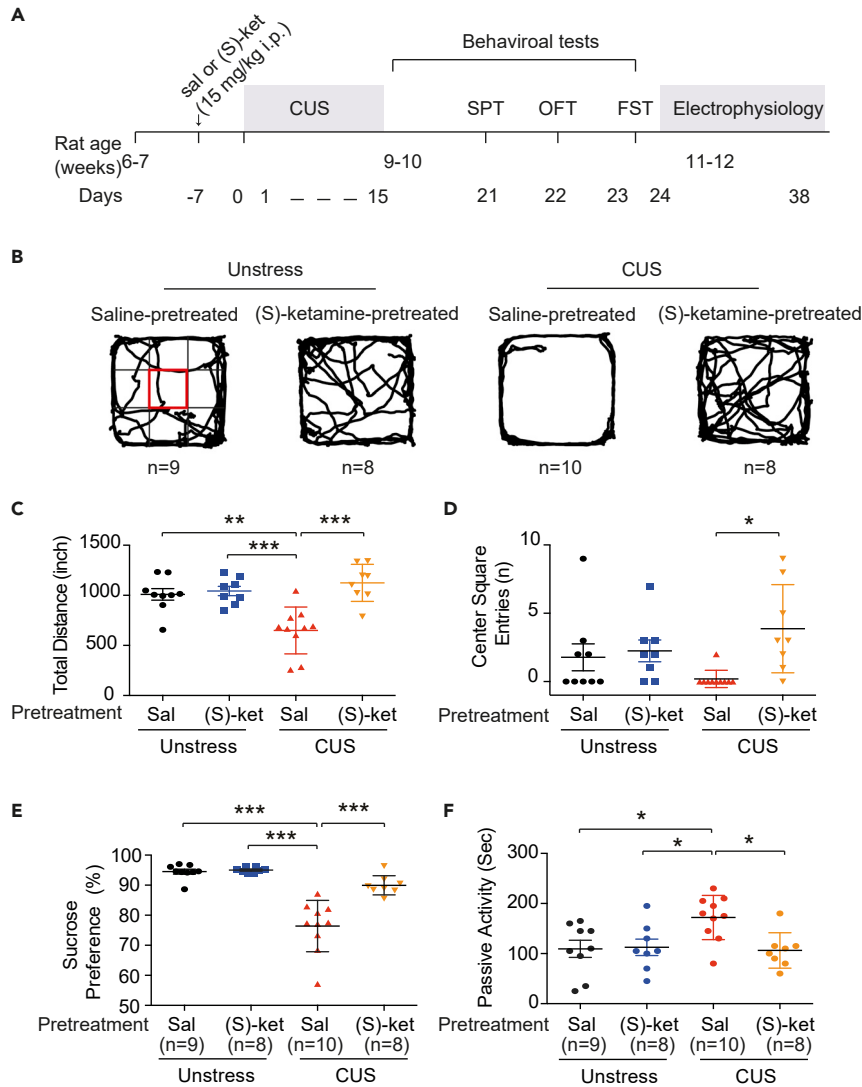 A
sal or (S)-ket
(15 mg/kg i.p.)
Behaviroal tests
CUS
SPT OFT FST Electrophysiology
Rat age
(weeks)
6-7 9-10 11-12
Days -7 0 1 — — — 15 21 22 23 24 38
B
Unstress CUS
Saline-pretreated (S)-ketamine-pretreated Saline-pretreated (S)-ketamine-pretreated
n=9 n=8 n=10 n=8
C
** ***
***
Total Distance (inch)
1500
1000
500
0
Pretreatment Sal (S)-ket Sal (S)-ket
Unstress CUS
D
*
Center Square
Entries (n)
10
5
0
Sal (S)-ket Sal (S)-ket
Unstress CUS
E
*** ***
***
Sucrose
Preference (%)
100
90
80
70
60
50
Pretreatment Sal (S)-ket Sal (S)-ket
(n=9) (n=8) (n=10) (n=8)
Unstress CUS
F
*
* *
Passive Activity (Sec)
300
200
100
0
Pretreatment Sal (S)-ket Sal (S)-ket
(n=9) (n=8) (n=10) (n=8)
Unstress CUS